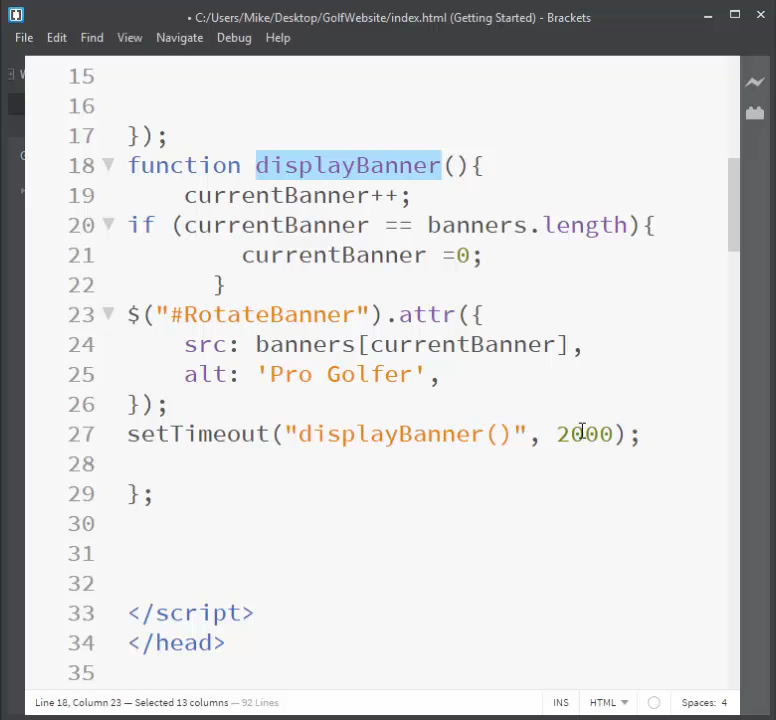 • C:/Users/Mike/Desktop/GolfWebsite/index.html (Getting Started) - Brackets
File Edit Find View Navigate Debug Help
15
16
17 });
18 function displayBanner(){
19 currentBanner++;
20 if (currentBanner == banners.length){
21 currentBanner =0;
22 }
23 $("#RotateBanner").attr({
24 src: banners[currentBanner],
25 alt: 'Pro Golfer',
26 });
27 setTimeout("displayBanner()", 2000);
28
29 };
30
31
32
33 </script>
34 </head>
35
Line 18, Column 23 — Selected 13 columns — 92 Lines INS HTML Spaces: 4